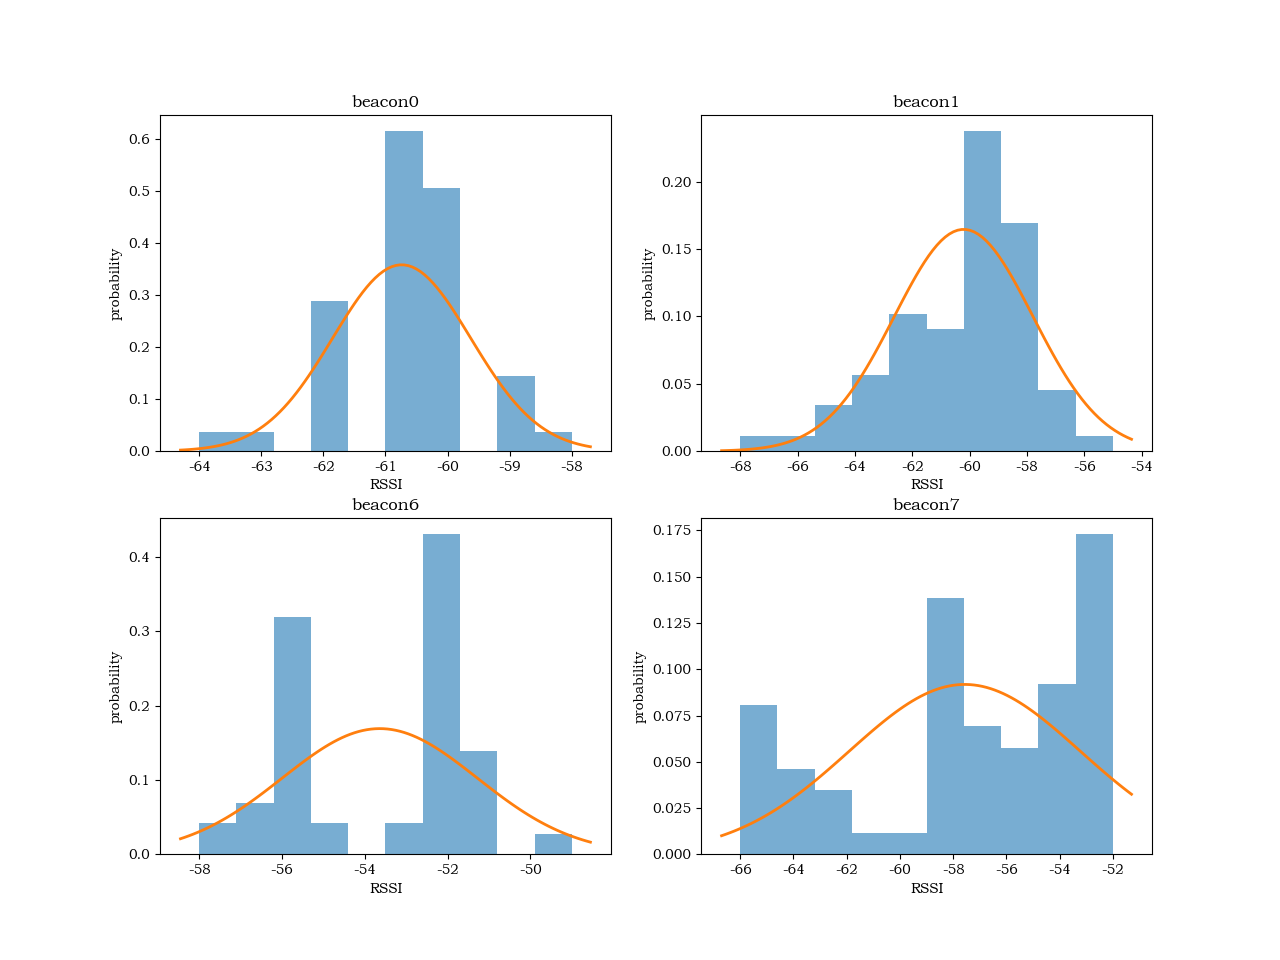 beacon0
0.6
0.5
0.4
0.3
0.2
0.1
0.0
probability
-64 -63 -62 -61 -60 -59 -58
RSSI
beacon1
0.20
0.15
0.10
0.05
0.00
probability
-68 -66 -64 -62 -60 -58 -56 -54
RSSI
beacon6
0.4
0.3
0.2
0.1
0.0
probability
-58 -56 -54 -52 -50
RSSI
beacon7
0.175
0.150
0.125
0.100
0.075
0.050
0.025
0.000
probability
-66 -64 -62 -60 -58 -56 -54 -52
RSSI